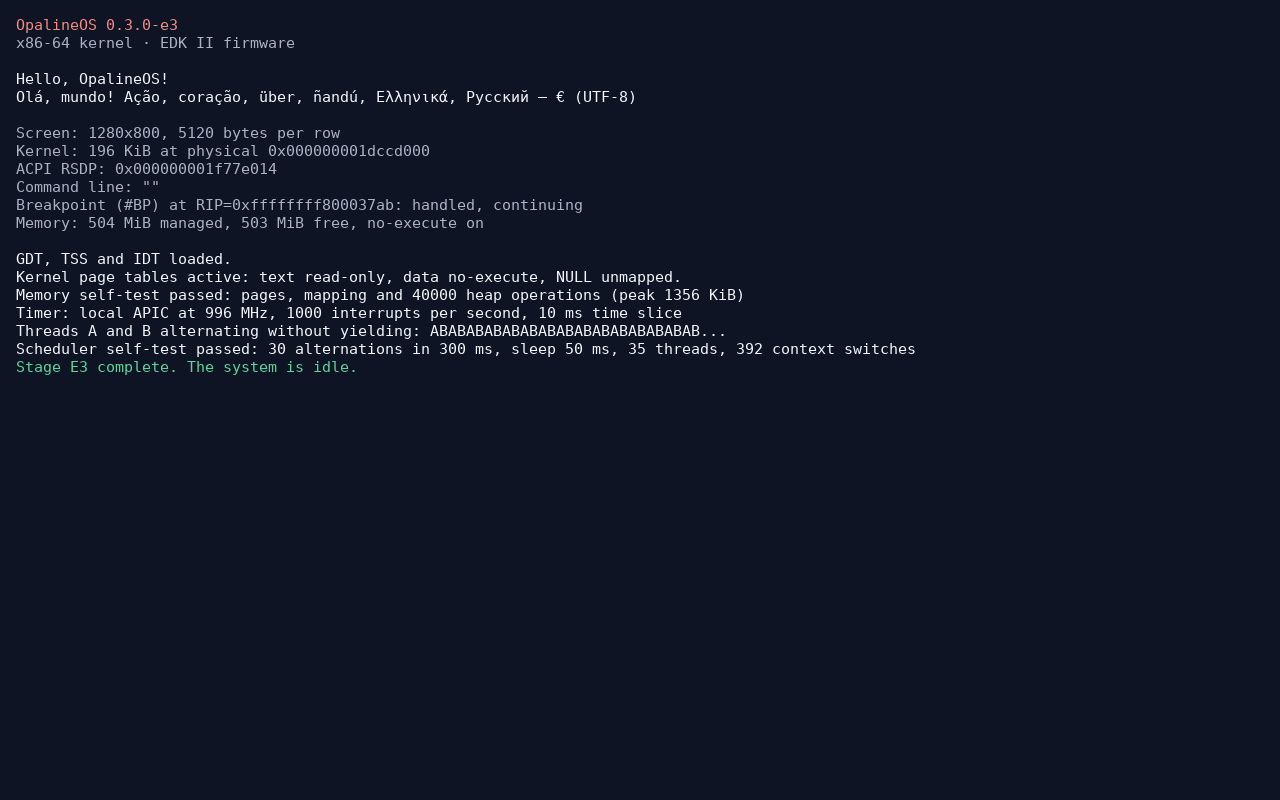 OpalineOS 0.3.0-e3
x86-64 kernel · EDK II firmware
Hello, OpalineOS!
Olá, mundo! Ação, coração, über, ñandú, Ελληνικά, Русский — € (UTF-8)
Screen: 1280x800, 5120 bytes per row
Kernel: 196 KiB at physical 0x000000001dccd000
ACPI RSDP: 0x000000001f77e014
Command line: ""
Breakpoint (#BP) at RIP=0xffffffff800037ab: handled, continuing
Memory: 504 MiB managed, 503 MiB free, no-execute on
GDT, TSS and IDT loaded.
Kernel page tables active: text read-only, data no-execute, NULL unmapped.
Memory self-test passed: pages, mapping and 40000 heap operations (peak 1356 KiB)
Timer: local APIC at 996 MHz, 1000 interrupts per second, 10 ms time slice
Threads A and B alternating without yielding: ABABABABABABABABABABABABABABAB...
Scheduler self-test passed: 30 alternations in 300 ms, sleep 50 ms, 35 threads, 392 context switches
Stage E3 complete. The system is idle.